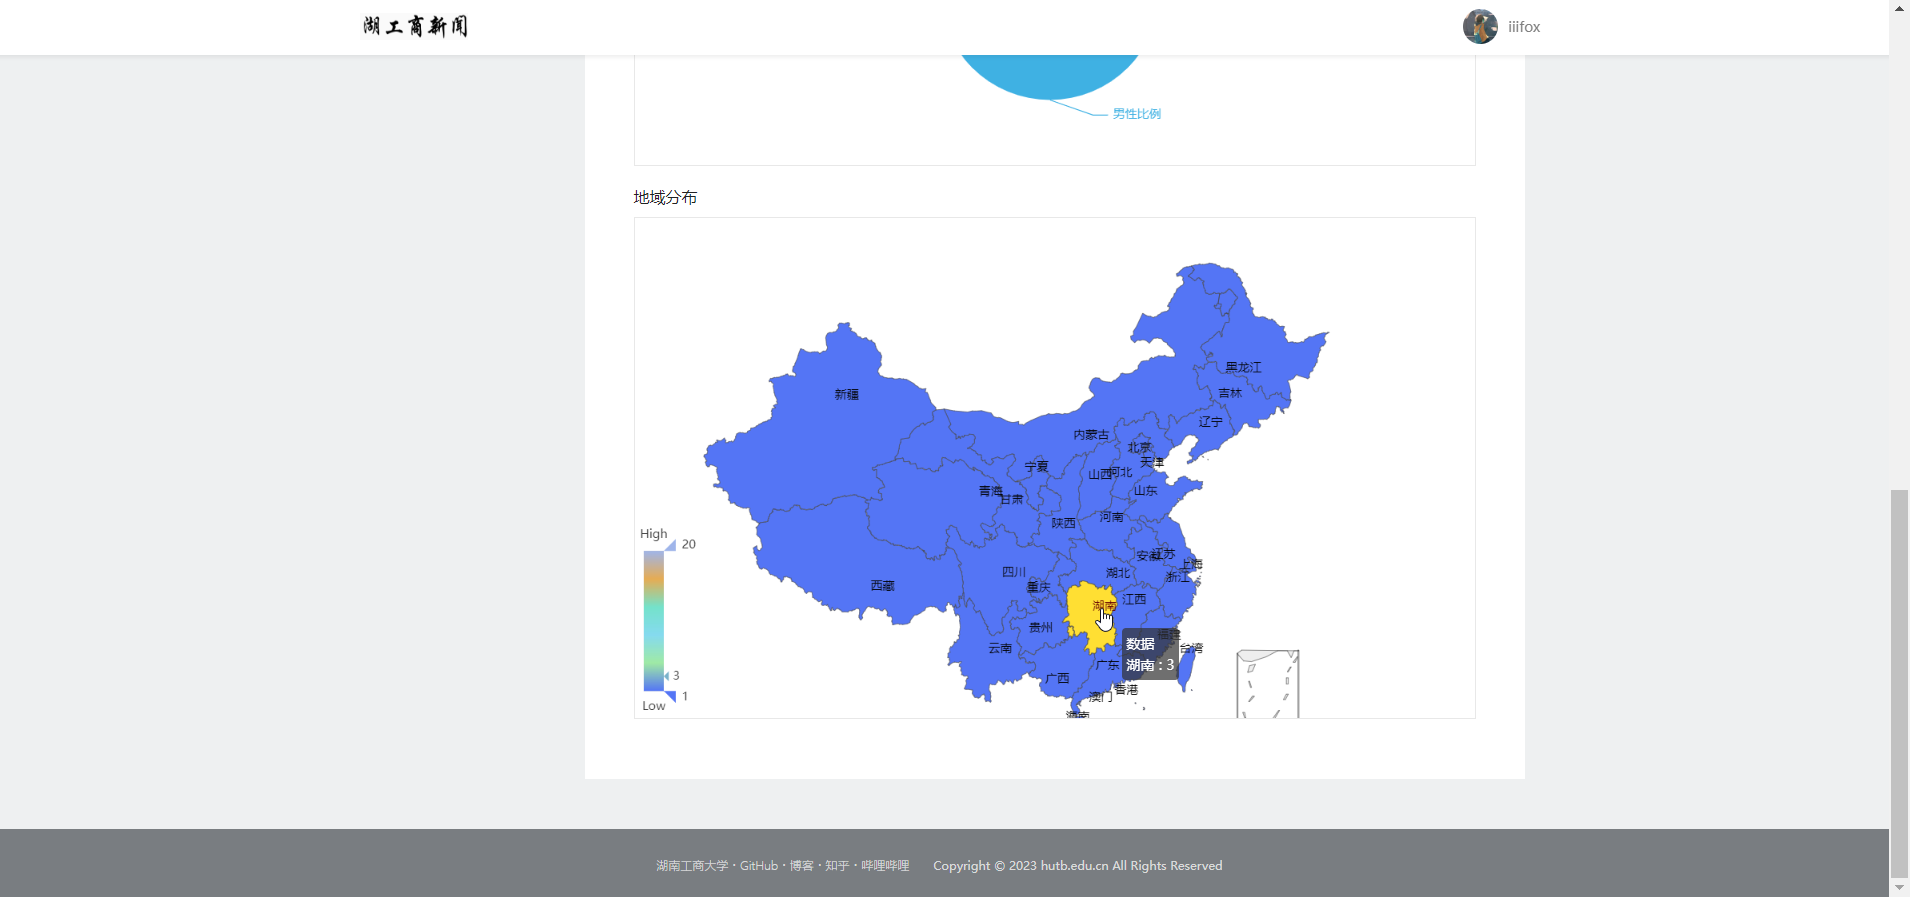 湖工商新闻
iiifox
男性比例
地域分布
黑龙江
吉林
新疆
辽宁
内蒙古
北京
天津
宁夏
山西
河北
青海
甘肃
山东
陕西
河南
High
20
安徽
江苏
上海
四川
湖北
浙江
重庆
西藏
湖南
江西
贵州
福建
云南
数据
台湾
广东
湖南 : 3
3
广西
香港
澳门
1
Low
海南
湖南工商大学・GitHub・博客・知乎・哔哩哔哩 Copyright © 2023 hutb.edu.cn All Rights Reserved